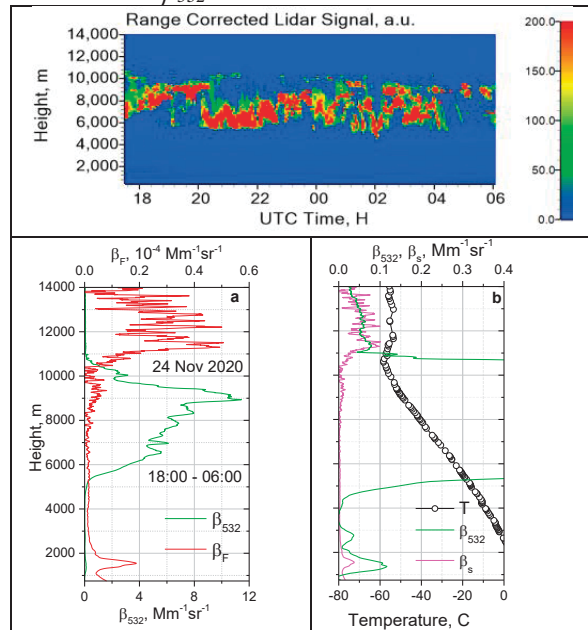 Range Corrected Lidar Signal, a.u.
14,000
12,000
10,000
8,000
6,000
4,000
2,000
Height, m
18 20 22 00 02 04 06
UTC Time, H
200.0
150.0
100.0
50.0
0.0
β_F, 10⁻⁴ Mm⁻¹sr⁻¹
0.0 0.2 0.4 0.6
a
14000
12000
10000
8000
6000
4000
2000
Height, m
24 Nov 2020
18:00 - 06:00
β₅₃₂
β_F
0 4 8 12
β₅₃₂, Mm⁻¹sr⁻¹
β₅₃₂, β_s, Mm⁻¹sr⁻¹
0.0 0.1 0.2 0.3 0.4
b
T
β₅₃₂
β_s
-80 -60 -40 -20 0
Temperature, C